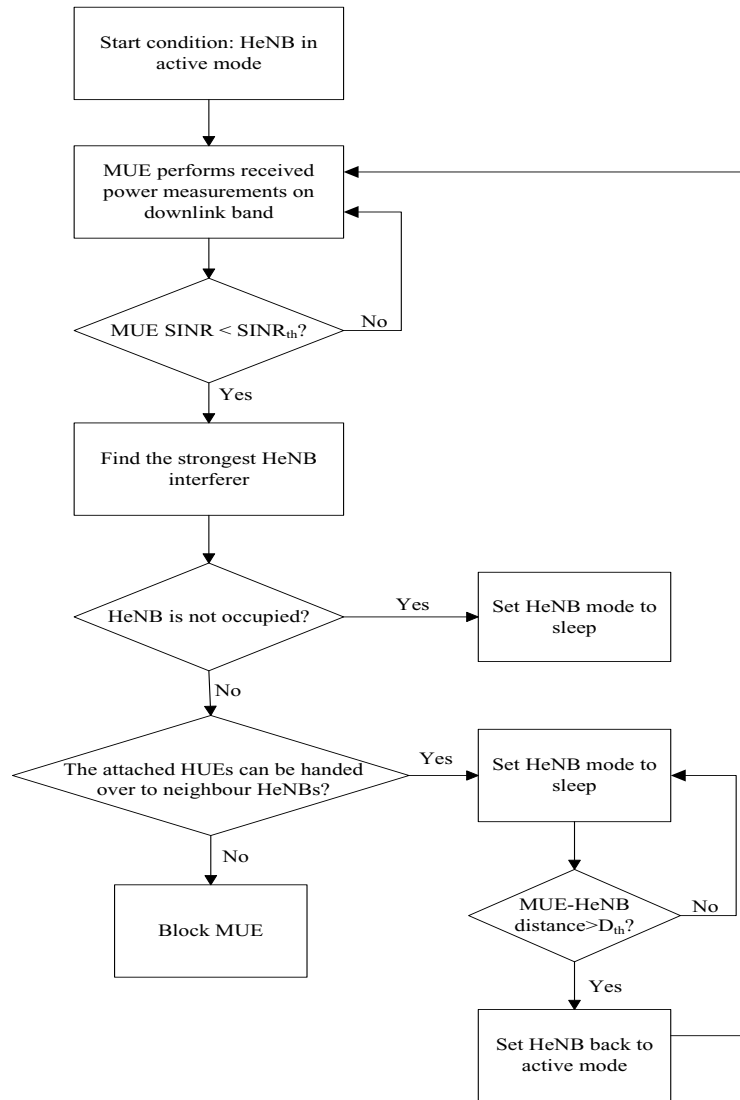 Start condition: HeNB in
active mode
MUE performs received
power measurements on
downlink band
MUE SINR < SINRth?
No
Yes
Find the strongest HeNB
interferer
HeNB is not occupied?
Yes
Set HeNB mode to
sleep
No
The attached HUEs can be handed
over to neighbour HeNBs?
Yes
Set HeNB mode to
sleep
No
Block MUE
MUE-HeNB
distance>Dth?
No
Yes
Set HeNB back to
active mode